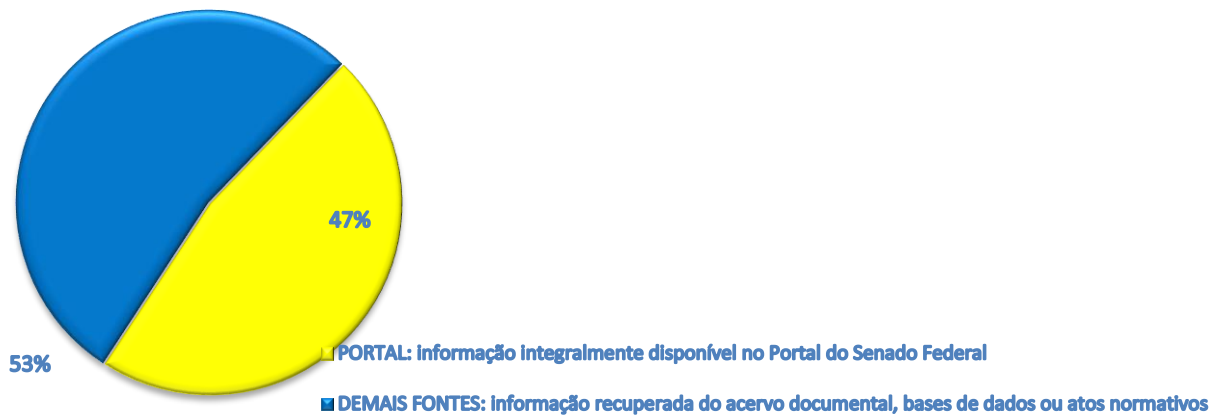 47%
53%
PORTAL: informação integralmente disponível no Portal do Senado Federal
DEMAIS FONTES: informação recuperada do acervo documental, bases de dados ou atos normativos